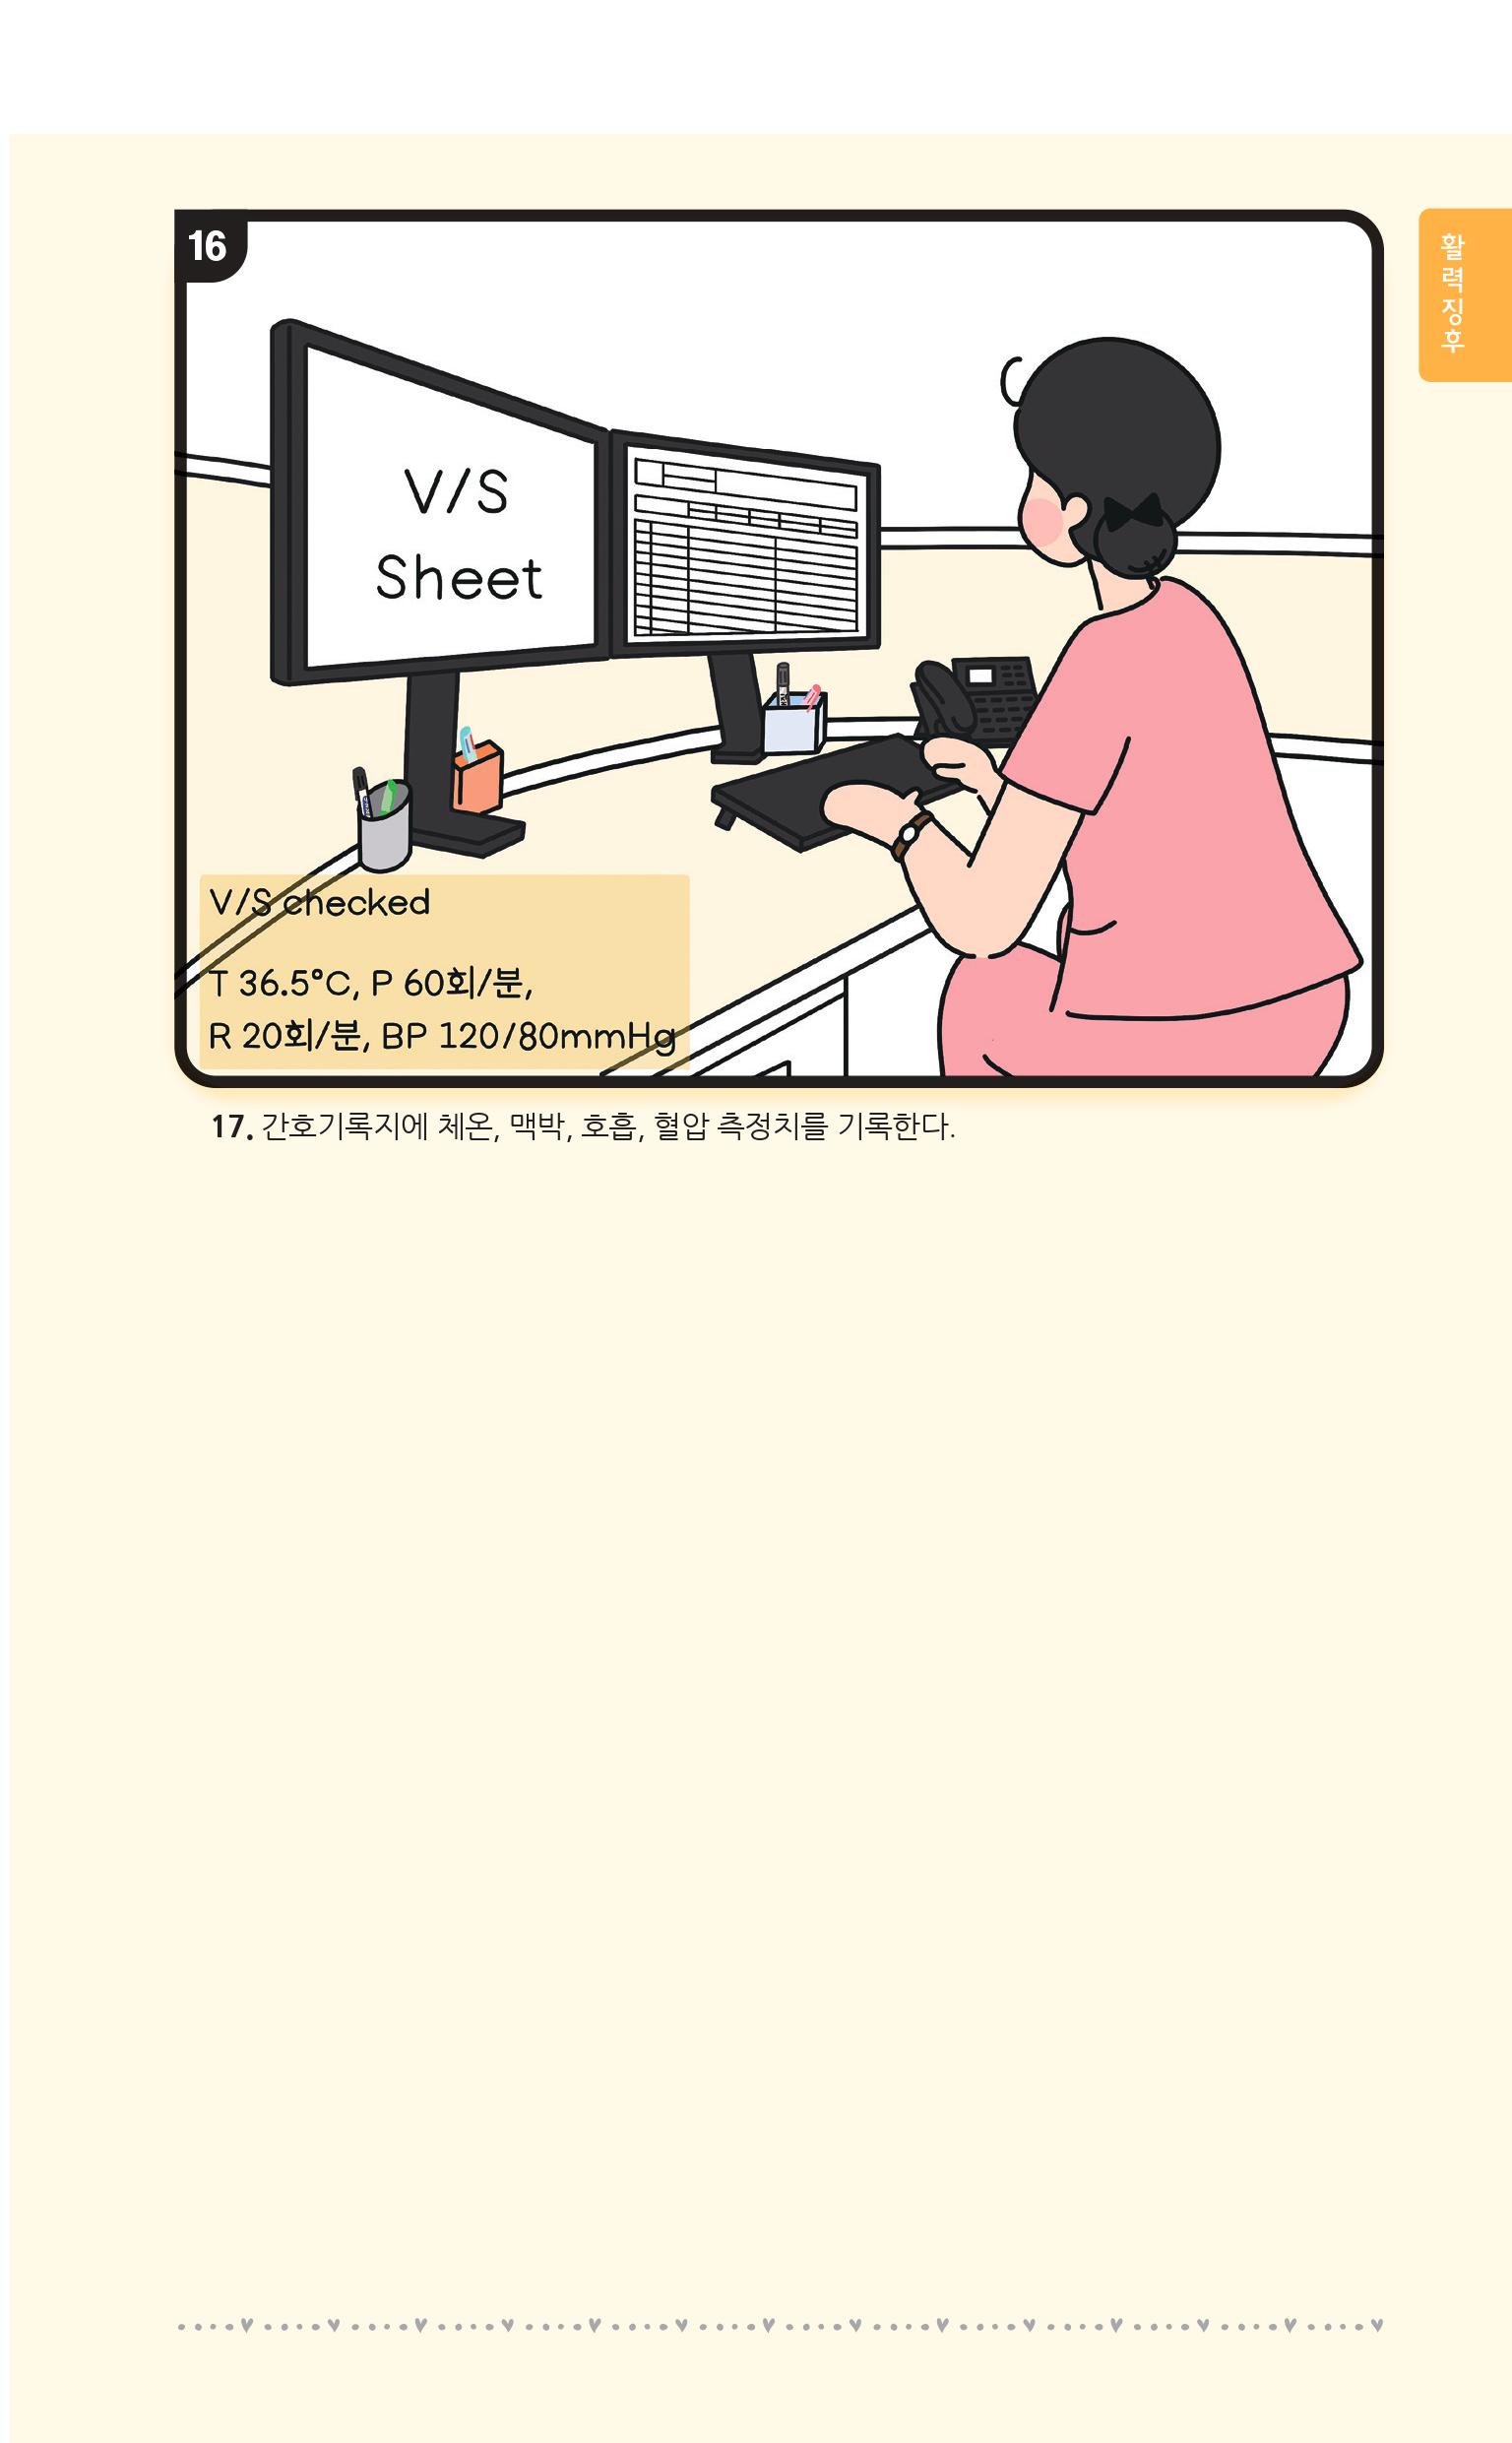 16
활력징후
V/S
Sheet
V/S checked
T 36.5°C, P 60회/분,
R 20회/분, BP 120/80mmHg
17. 간호기록지에 체온, 맥박, 호흡, 혈압 측정치를 기록한다.